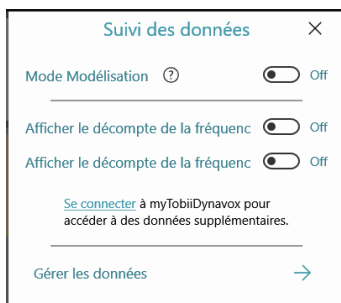 Suivi des données
Mode Modélisation ? Off
Afficher le décompte de la fréquenc Off
Afficher le décompte de la fréquenc Off
Se connecter à myTobiiDynavox pour
accéder à des données supplémentaires.
Gérer les données